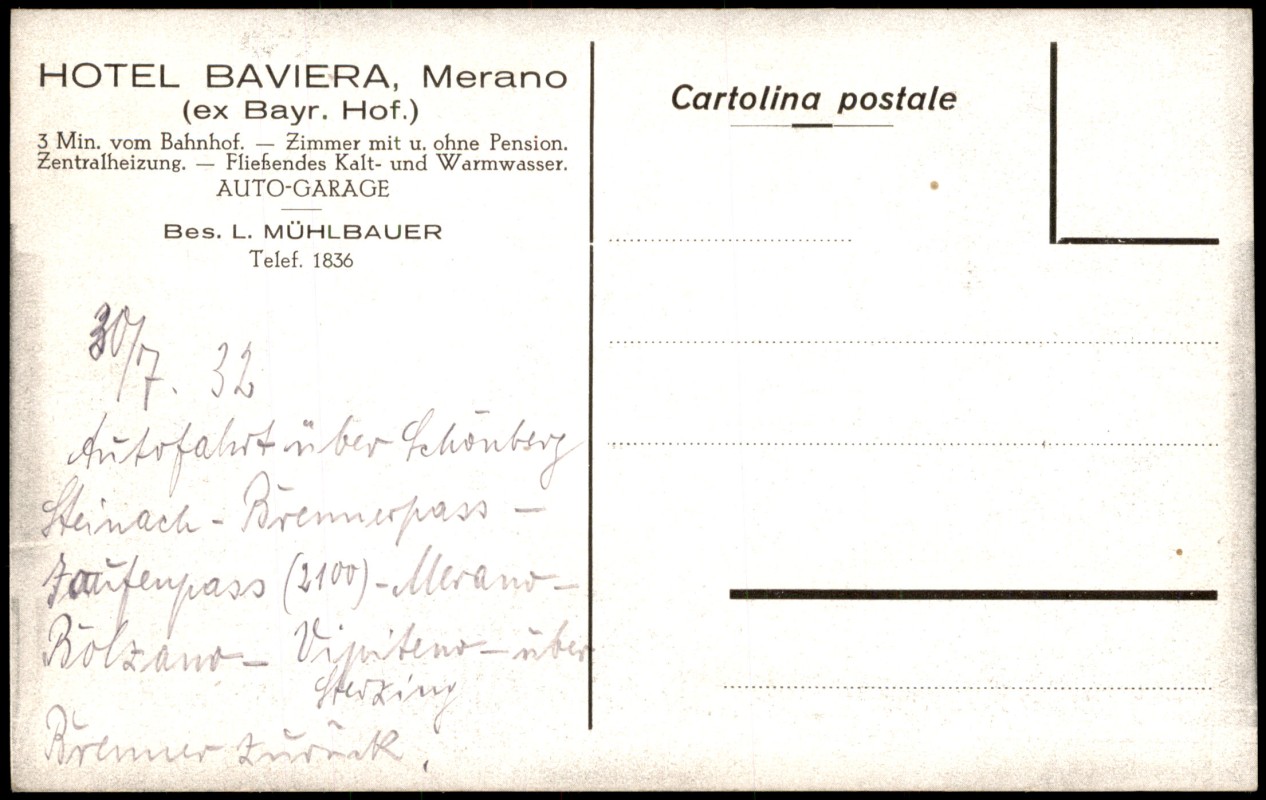 HOTEL BAVIERA, Merano
(ex Bayr. Hof.)
3 Min. vom Bahnhof. — Zimmer mit u. ohne Pension.
Zentralheizung. — Fließendes Kalt- und Warmwasser.
AUTO-GARAGE
Bes. L. MÜHLBAUER
Telef. 1836
30/7. 32
Autofahrt über Schönberg
Steinach - Brennerpass -
Jaufenpass (2100) - Merano -
Bolzano - Vipiteno - über
Sterzing
Brenner zurück.
Cartolina postale